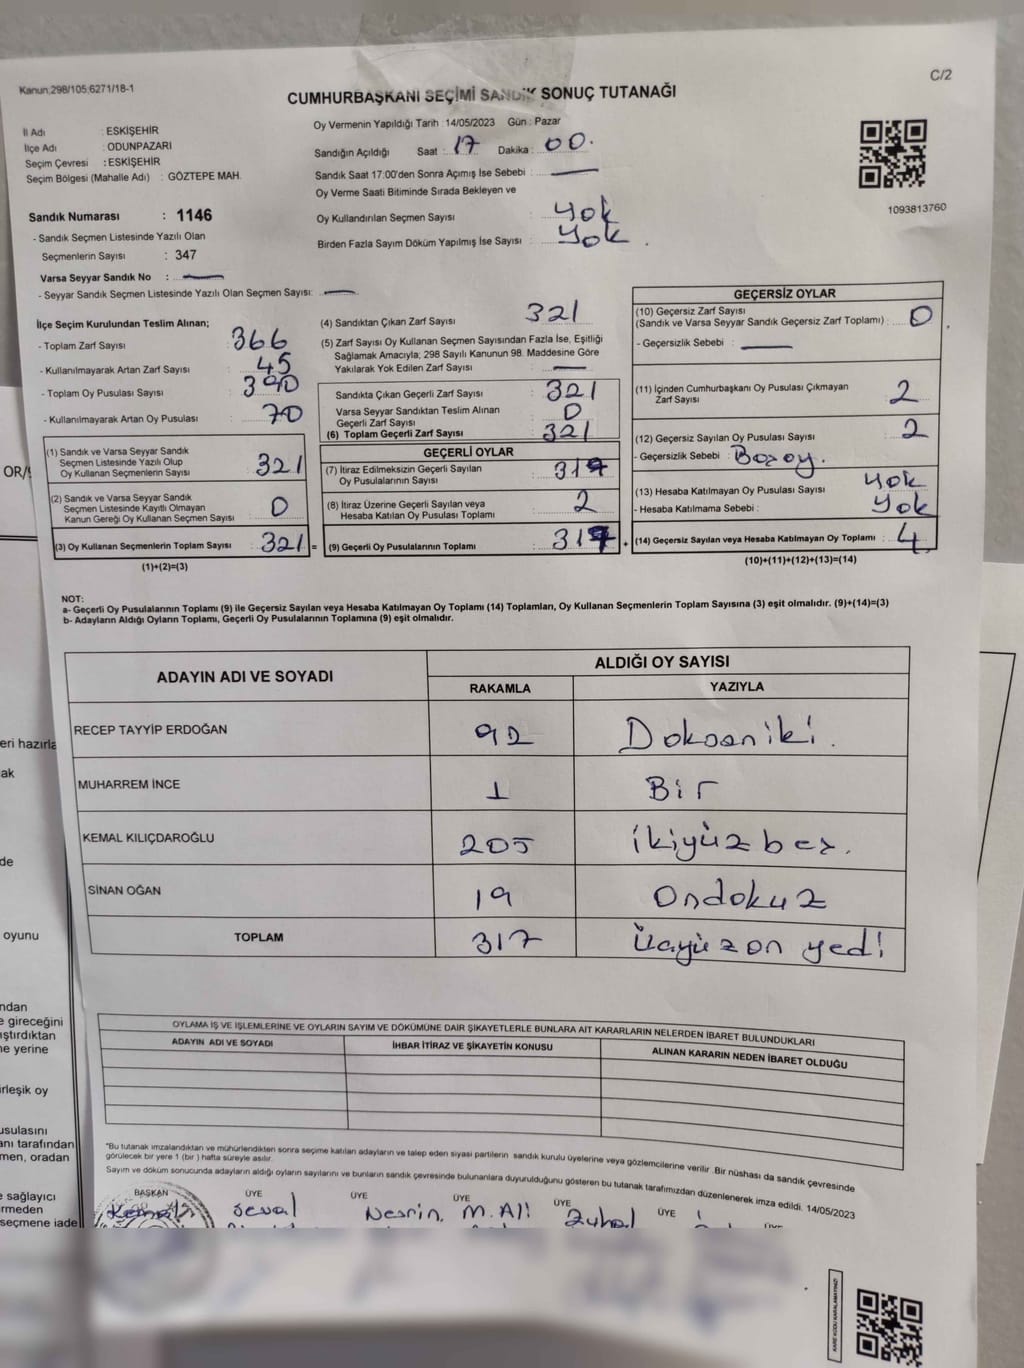 Kanun,298/105;6271/18-1
C/2
CUMHURBAŞKANI SEÇİMİ SANDIK SONUÇ TUTANAĞI
İl Adı : ESKİŞEHİR
İlçe Adı : ODUNPAZARI
Seçim Çevresi : ESKİŞEHİR
Seçim Bölgesi (Mahalle Adı) : GÖZTEPE MAH.
Sandık Numarası : 1146
- Sandık Seçmen Listesinde Yazılı Olan
Seçmenlerin Sayısı : 347
Varsa Seyyar Sandık No : —
- Seyyar Sandık Seçmen Listesinde Yazılı Olan Seçmen Sayısı: —
Oy Vermenin Yapıldığı Tarih : 14/05/2023 Gün : Pazar
Sandığın Açıldığı Saat : 17 Dakika : 00.
Sandık Saat 17:00'den Sonra Açımış İse Sebebi : —
Oy Verme Saati Bitiminde Sırada Bekleyen ve
Oy Kullandırılan Seçmen Sayısı : Yok
Birden Fazla Sayım Döküm Yapılmış İse Sayısı : Yok.
1093813760
İlçe Seçim Kurulundan Teslim Alınan;
- Toplam Zarf Sayısı : 366
- Kullanılmayarak Artan Zarf Sayısı : 45
- Toplam Oy Pusulası Sayısı : 390
- Kullanılmayarak Artan Oy Pusulası : 70
(1) Sandık ve Varsa Seyyar Sandık
Seçmen Listesinde Yazılı Olup
Oy Kullanan Seçmenlerin Sayısı : 321
(2) Sandık ve Varsa Seyyar Sandık
Seçmen Listesinde Kayıtlı Olmayan
Kanun Gereği Oy Kullanan Seçmen Sayısı : 0
(3) Oy Kullanan Seçmenlerin Toplam Sayısı : 321 =
(1)+(2)=(3)
(4) Sandıktan Çıkan Zarf Sayısı : 321
(5) Zarf Sayısı Oy Kullanan Seçmen Sayısından Fazla İse, Eşitliği
Sağlamak Amacıyla; 298 Sayılı Kanunun 98. Maddesine Göre
Yakılarak Yok Edilen Zarf Sayısı : —
Sandıkta Çıkan Geçerli Zarf Sayısı : 321
Varsa Seyyar Sandıktan Teslim Alınan
Geçerli Zarf Sayısı : 0
(6) Toplam Geçerli Zarf Sayısı : 321
GEÇERLİ OYLAR
(7) İtiraz Edilmeksizin Geçerli Sayılan
Oy Pusulalarının Sayısı :
(8) İtiraz Üzerine Geçerli Sayılan veya
Hesaba Katılan Oy Pusulası Toplamı : 2
(9) Geçerli Oy Pusulalarının Toplamı : 317
GEÇERSİZ OYLAR
(10) Geçersiz Zarf Sayısı
(Sandık ve Varsa Seyyar Sandık Geçersiz Zarf Toplamı) : 0
- Geçersizlik Sebebi : —
(11) İçinden Cumhurbaşkanı Oy Pusulası Çıkmayan
Zarf Sayısı : 2
(12) Geçersiz Sayılan Oy Pusulası Sayısı : 2
- Geçersizlik Sebebi : Bozoy.
(13) Hesaba Katılmayan Oy Pusulası Sayısı : Yok
- Hesaba Katılmama Sebebi : Yok
(14) Geçersiz Sayılan veya Hesaba Katılmayan Oy Toplamı : 4
(10)+(11)+(12)+(13)=(14)
NOT:
a- Geçerli Oy Pusulalarının Toplamı (9) ile Geçersiz Sayılan veya Hesaba Katılmayan Oy Toplamı (14) Toplamları, Oy Kullanan Seçmenlerin Toplam Sayısına (3) eşit olmalıdır. (9)+(14)=(3)
b- Adayların Aldığı Oyların Toplamı, Geçerli Oy Pusulalarının Toplamına (9) eşit olmalıdır.
ADAYIN ADI VE SOYADI ALDIĞI OY SAYISI
RAKAMLA YAZIYLA
RECEP TAYYİP ERDOĞAN 92 Doksaniki.
MUHARREM İNCE 1 Bir
KEMAL KILIÇDAROĞLU 205 ikiyüzbeş.
SİNAN OĞAN 19 Ondokuz
TOPLAM 317 Üçyüzonyedi
OYLAMA İŞ VE İŞLEMLERİNE VE OYLARIN SAYIM VE DÖKÜMÜNE DAİR ŞİKAYETLERLE BUNLARA AİT KARARLARIN NELERDEN İBARET BULUNDUKLARI
ADAYIN ADI VE SOYADI İHBAR İTİRAZ VE ŞİKAYETİN KONUSU ALINAN KARARIN NEDEN İBARET OLDUĞU
*Bu tutanak imzalandıktan ve mühürlendikten sonra seçime katılan adayların ve talep eden siyasi partilerin sandık kurulu üyelerine veya gözlemcilerine verilir. Bir nüshası da sandık çevresinde
görülecek bir yere 1 (bir) hafta süreyle asılır.
Sayım ve döküm sonucunda adayların aldığı oyların sayılarını ve bunların sandık çevresinde bulunanlara duyurulduğunu gösteren bu tutanak tarafımızdan düzenlenerek imza edildi. 14/05/2023
BAŞKAN ÜYE ÜYE ÜYE ÜYE ÜYE ÜYE
Kemal Seval Nesrin, M. Ali Zuhal
OR/
eri hazırla
ak
de
oyunu
ndan
e gireceğini
ıştırdıktan
ne yerine
irleşik oy
usulasını
anı tarafından
men, oradan
e sağlayıcı
irmeden
seçmene iade
KARE KODU KARALAMAYINIZ!